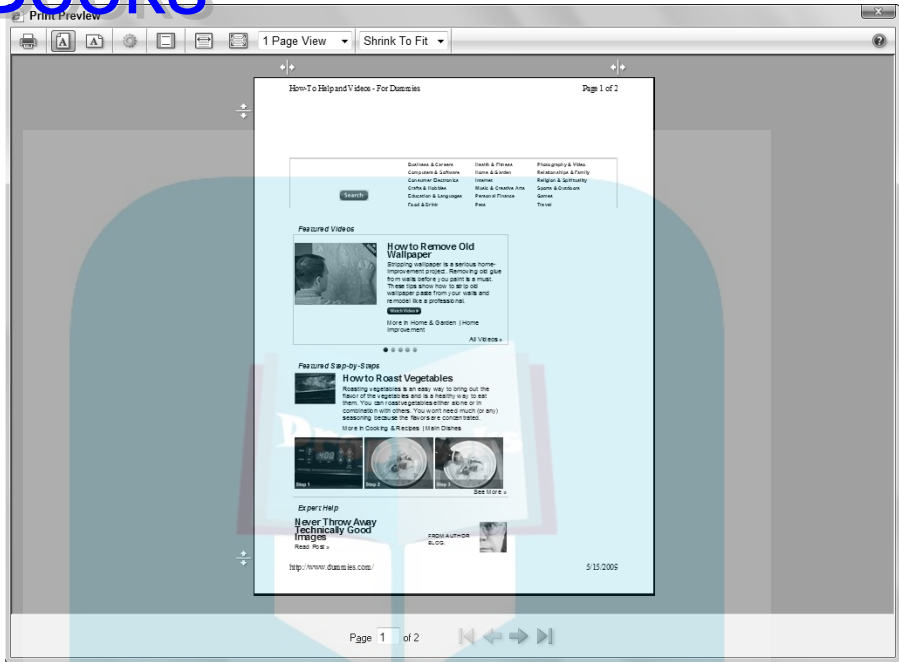 Print Preview
1 Page View
Shrink To Fit
How-To Help and Videos - For Dummies
Page 1 of 2
Business & Careers
Health & Fitness
Photography & Video
Computers & Software
Home & Garden
Relationships & Family
Consumer Electronics
Internet
Religion & Spirituality
Crafts & Hobbies
Music & Creative Arts
Sports & Outdoors
Search
Education & Languages
Personal Finance
Games
Food & Drink
Pets
Travel
Featured Videos
How to Remove Old
Wallpaper
Stripping wallpaper is a serious home-
improvement project. Removing old glue
from walls before you paint is a must.
These tips show how to strip old
wallpaper paste from your walls and
remodel like a professional.
Watch Video
More in Home & Garden | Home
Improvement
All Videos »
Featured Step-by-Steps
How to Roast Vegetables
Roasting vegetables is an easy way to bring out the
flavor of the vegetables and is a healthy way to eat
them. You can roast vegetables either alone or in
combination with others. You won't need much (or any)
seasoning because the flavors are concentrated.
More in Cooking & Recipes | Main Dishes
400
Step 1
Step 2
Step 3
See More »
Expert Help
Never Throw Away
Technically Good
Images
Read Post »
FROM AUTHOR
BLOG:
http://www.dummies.com/
5/15/2009
Page 1 of 2